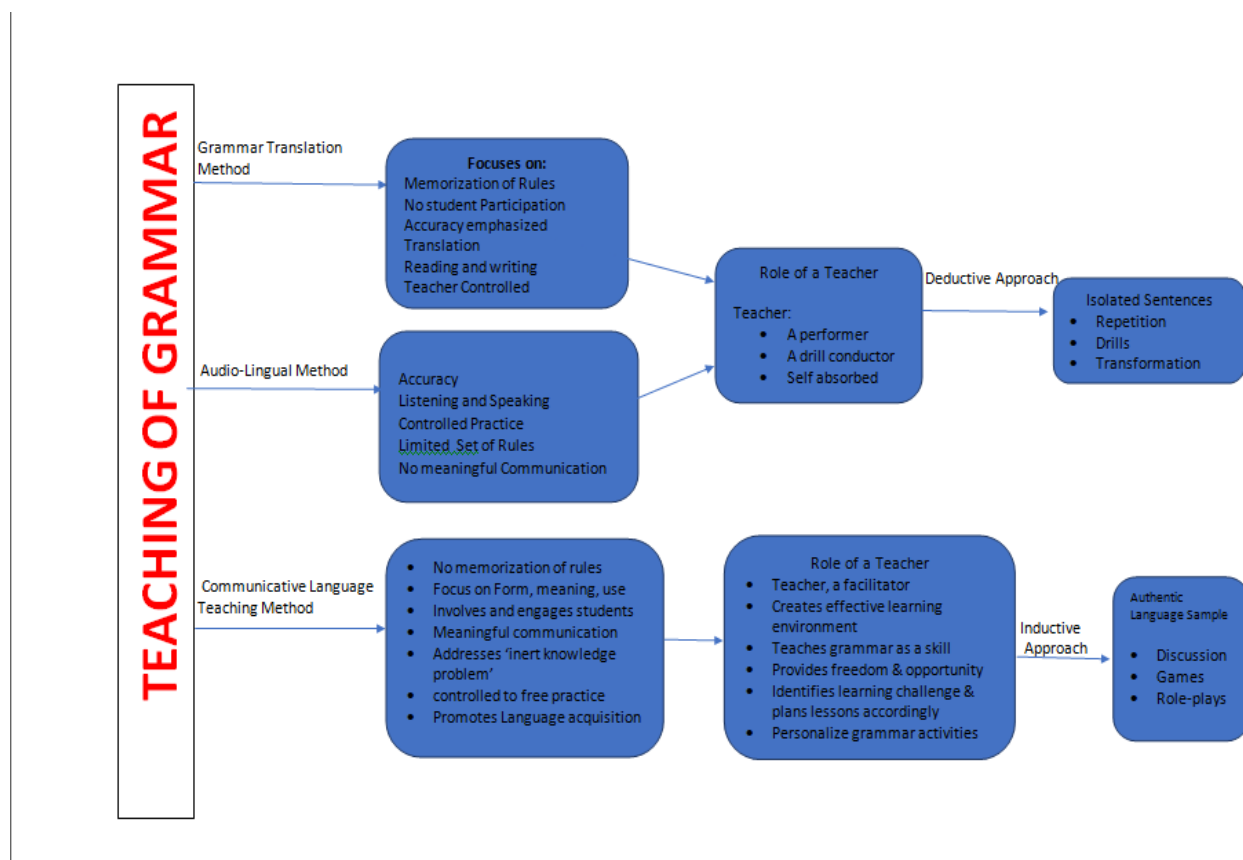 TEACHING OF GRAMMAR
Grammar Translation
Method
Focuses on:
Memorization of Rules
No student Participation
Accuracy emphasized
Translation
Reading and writing
Teacher Controlled
Audio-Lingual Method
Accuracy
Listening and Speaking
Controlled Practice
Limited Set of Rules
No meaningful Communication
Role of a Teacher
Teacher:
• A performer
• A drill conductor
• Self absorbed
Deductive Approach
Isolated Sentences
• Repetition
• Drills
• Transformation
Communicative Language
Teaching Method
• No memorization of rules
• Focus on Form, meaning, use
• Involves and engages students
• Meaningful communication
• Addresses ‘inert knowledge
problem’
• controlled to free practice
• Promotes Language acquisition
Role of a Teacher
• Teacher, a facilitator
• Creates effective learning
environment
• Teaches grammar as a skill
• Provides freedom & opportunity
• Identifies learning challenge &
plans lessons accordingly
• Personalize grammar activities
Inductive
Approach
Authentic
Language Sample
• Discussion
• Games
• Role-plays